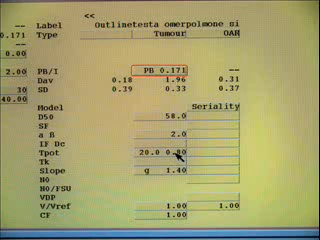 <<
-- Label Outlinetesta omerpolmone si
0.171 Type Tumour OAR
--
0.00
2.00 PB/I PB 0.171 --
-- Dav 0.18 1.96 0.31
30 SD 0.39 0.33 0.37
40.00
Model Seriality
D50 58.0
SF
a B 2.0
IF Dc
Tpot 20.0 0.80
Tk
Slope g 1.40
N0
N0/FSU
VDP
V/Vref 1.00 1.00
CF 1.00